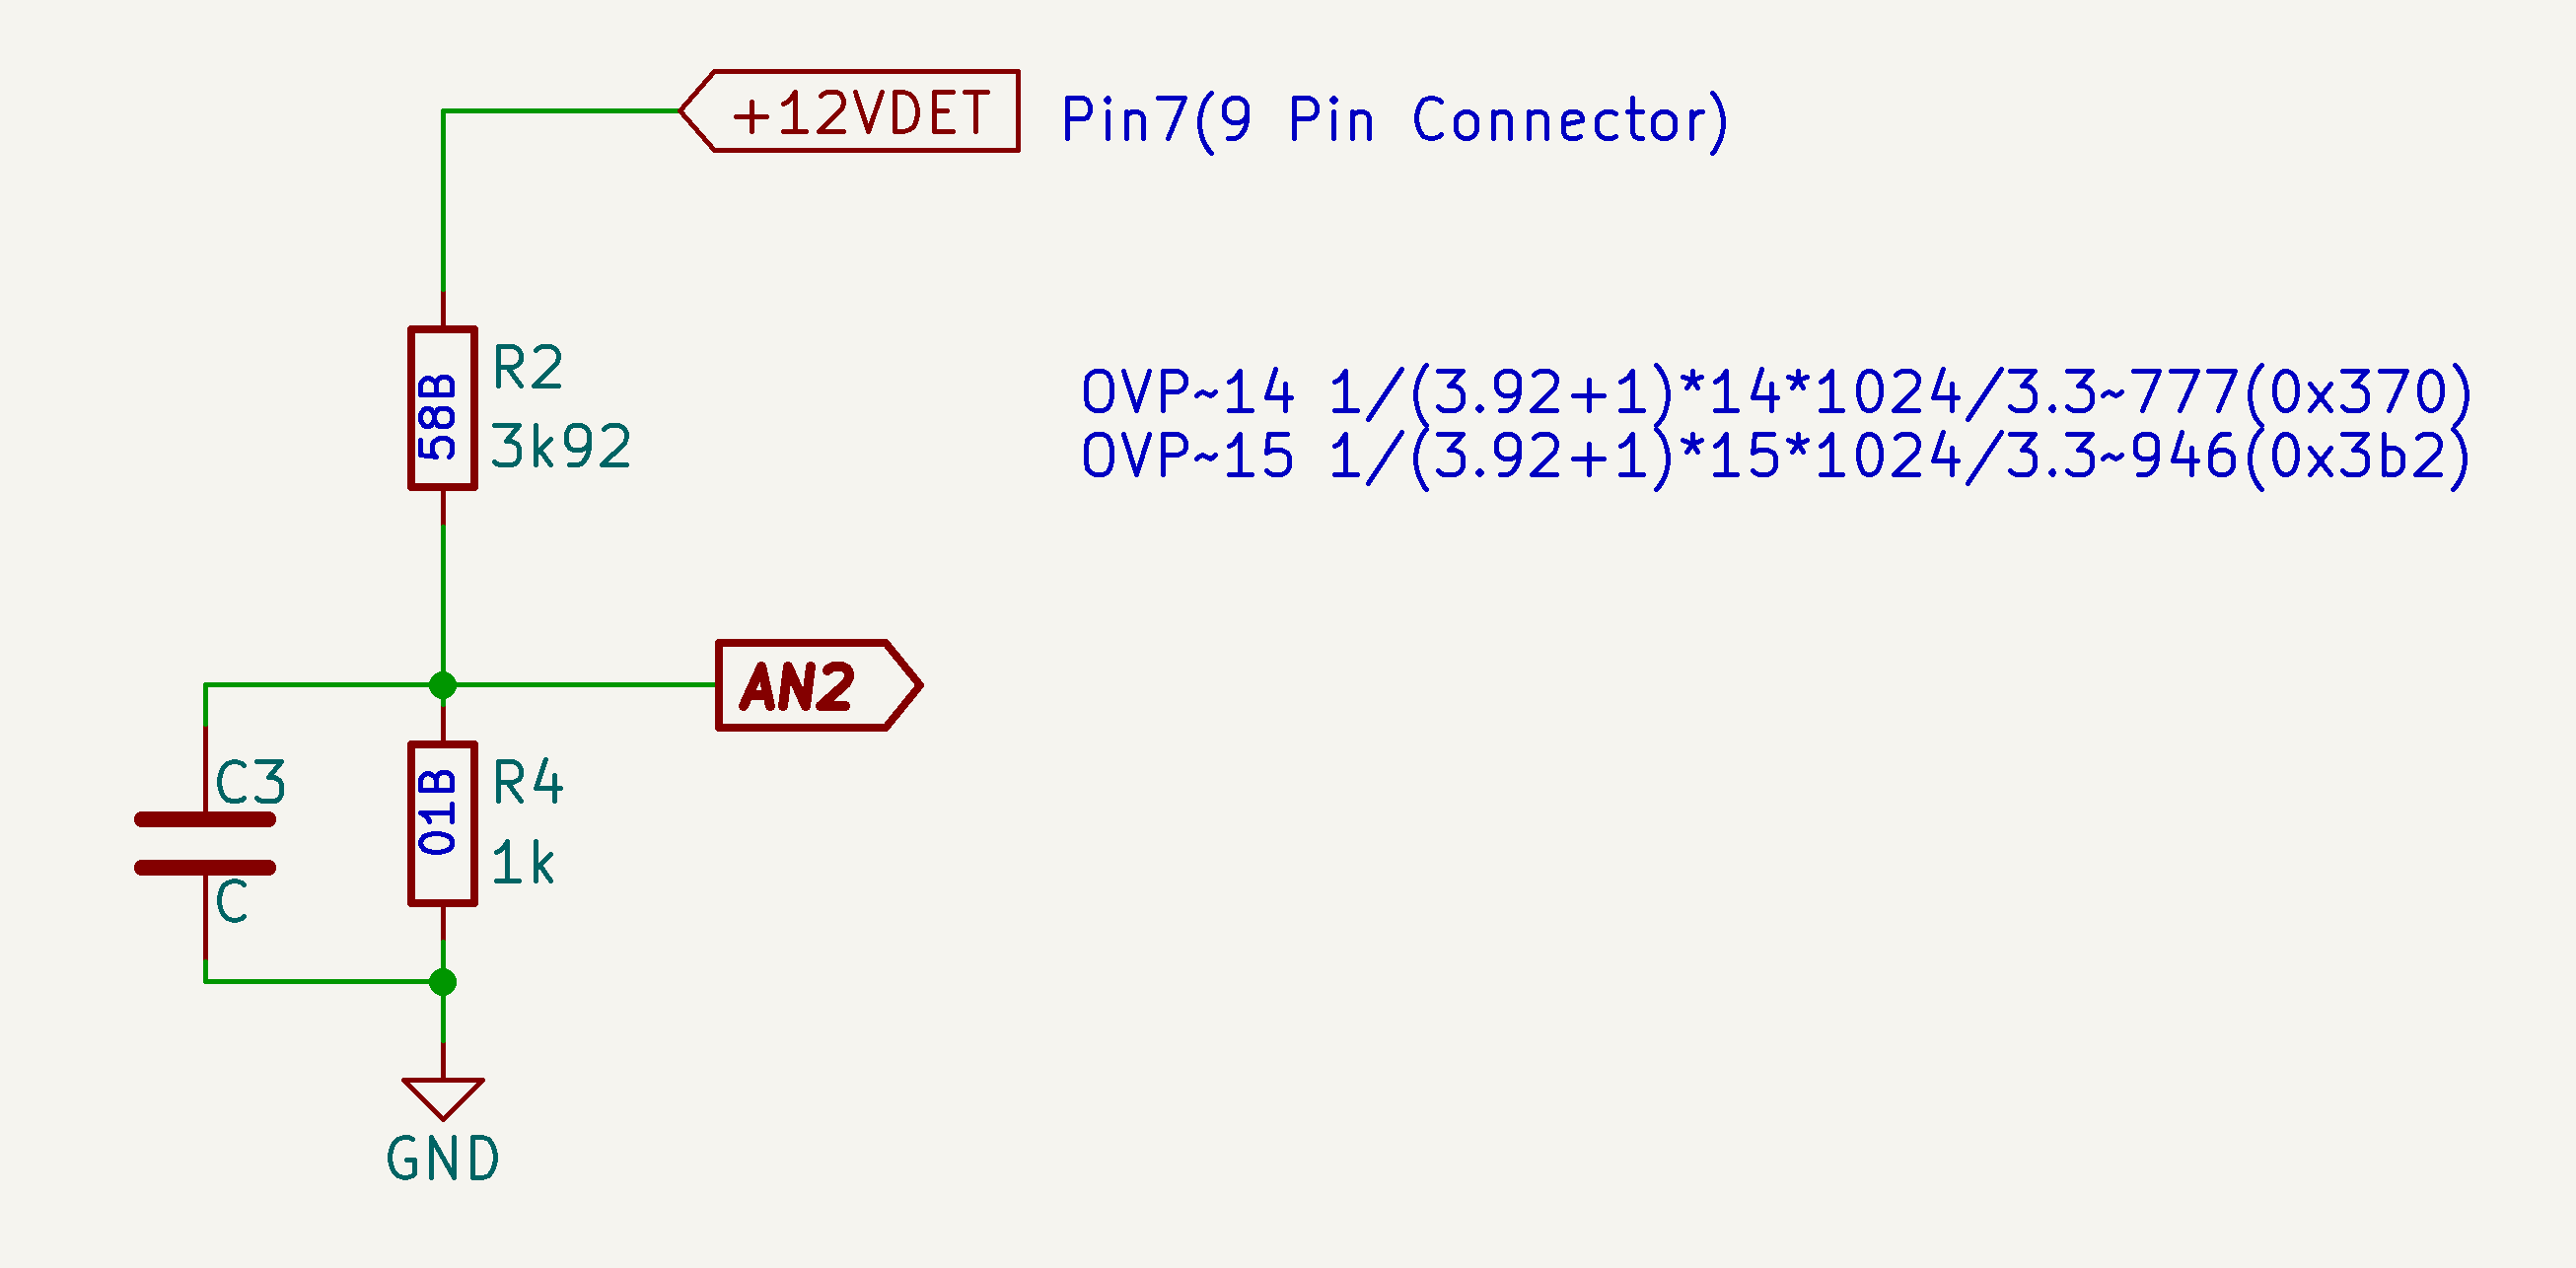 +12VDET
Pin7(9 Pin Connector)
R2
58B
3k92
OVP~14 1/(3.92+1)*14*1024/3.3~777(0x370)
OVP~15 1/(3.92+1)*15*1024/3.3~946(0x3b2)
AN2
C3
R4
01B
1k
C
GND